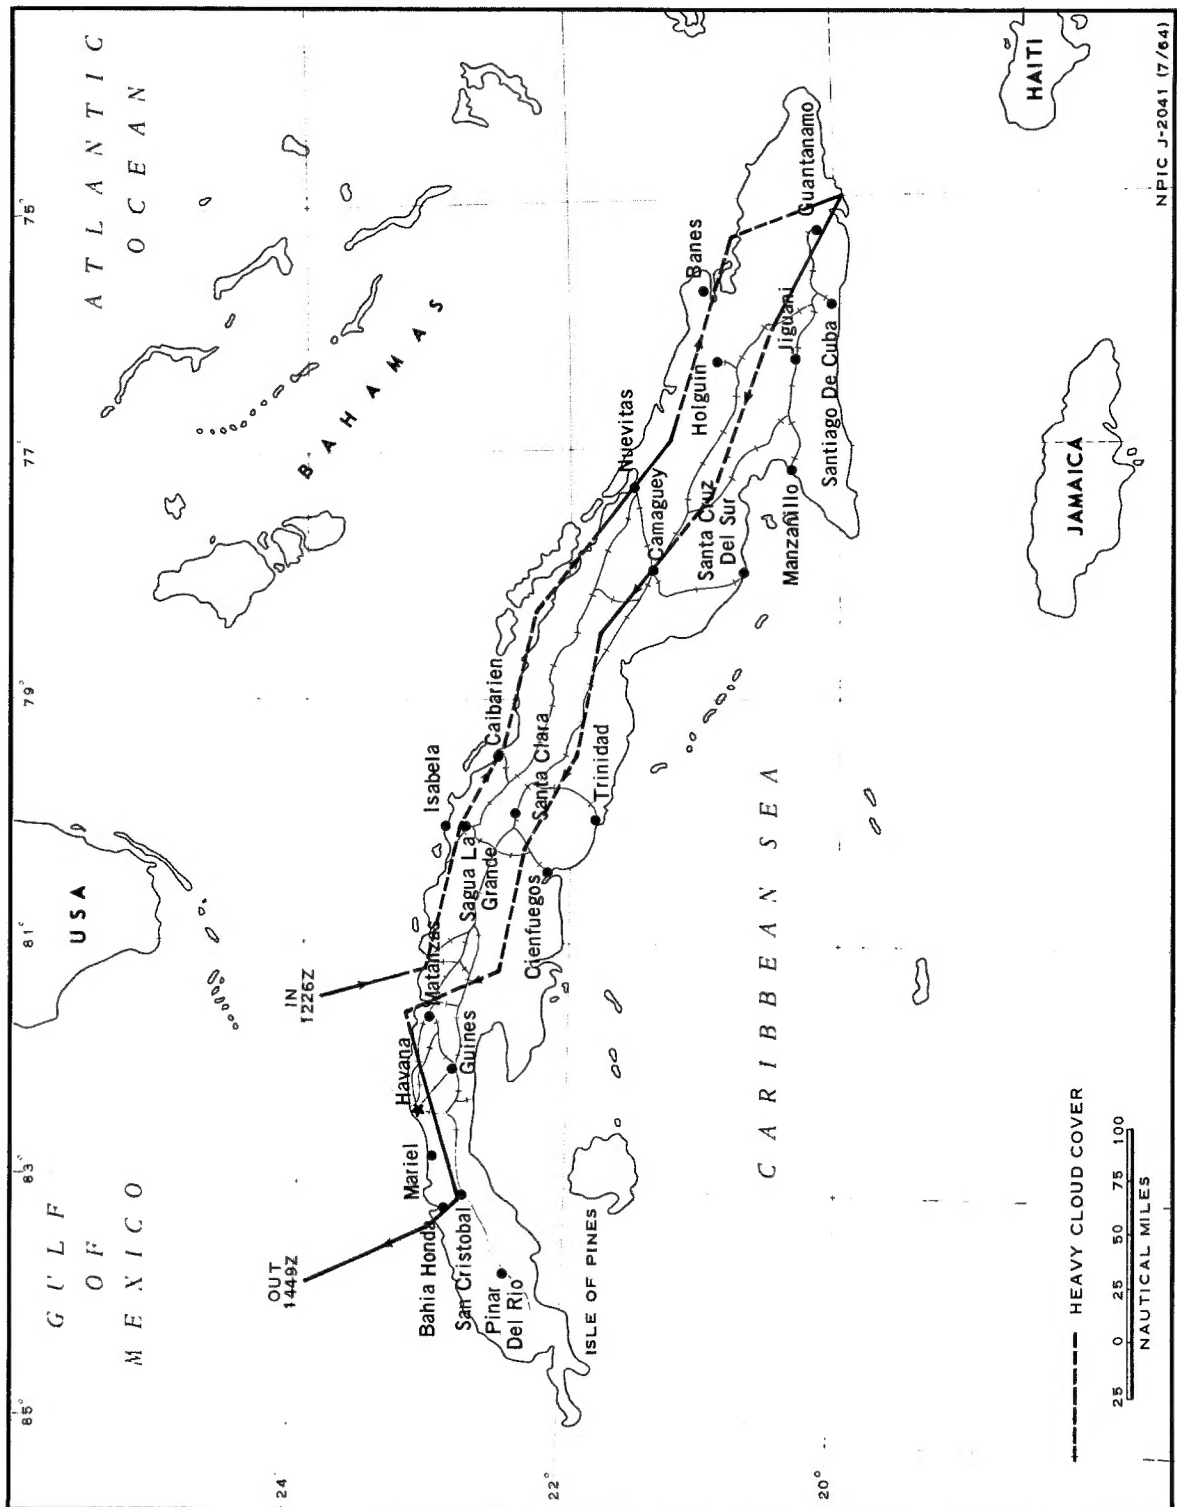 GULF
OF
MEXICO
USA
ATLANTIC
OCEAN
BAHAMAS
85°
83°
81°
79°
77°
75°
24°
22°
20°
OUT
1449Z
IN
1226Z
Bahia Honda
Mariel
Havana
Matanzas
San Cristobal
Guines
Pinar
Del Rio
Isabela
Sagua La
Grande
Caibarien
Santa Clara
Cienfuegos
Trinidad
Nuevitas
Camaguey
Santa Cruz
Del Sur
Holguin
Banes
Jiguani
Manzanillo
Santiago De Cuba
Guantanamo
ISLE OF PINES
CARIBBEAN SEA
JAMAICA
HAITI
HEAVY CLOUD COVER
25 0 25 50 75 100
NAUTICAL MILES
NPIC J-2041 (7/64)